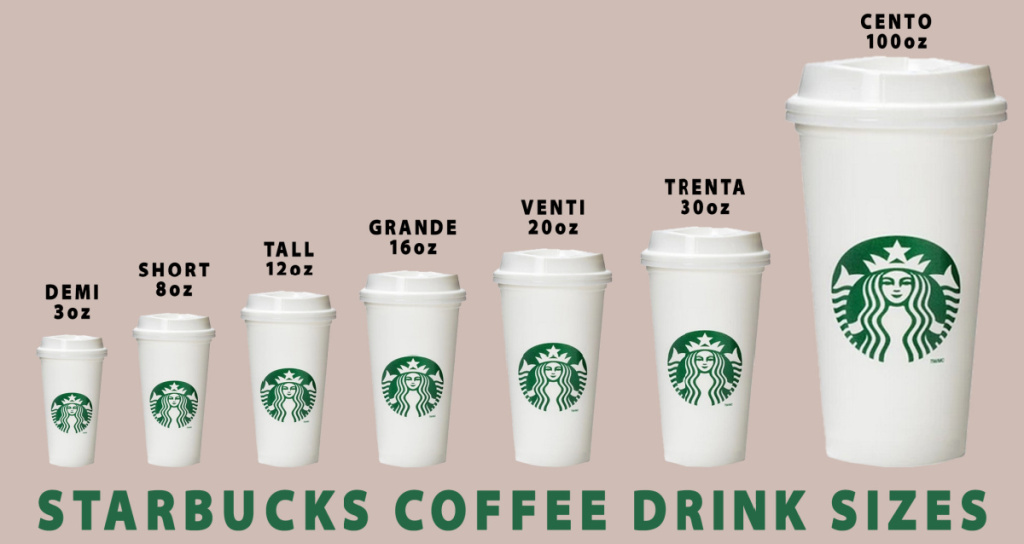 CENTO
100oz
TRENTA
30oz
VENTI
20oz
GRANDE
16oz
TALL
12oz
SHORT
8oz
DEMI
3oz
STARBUCKS COFFEE DRINK SIZES